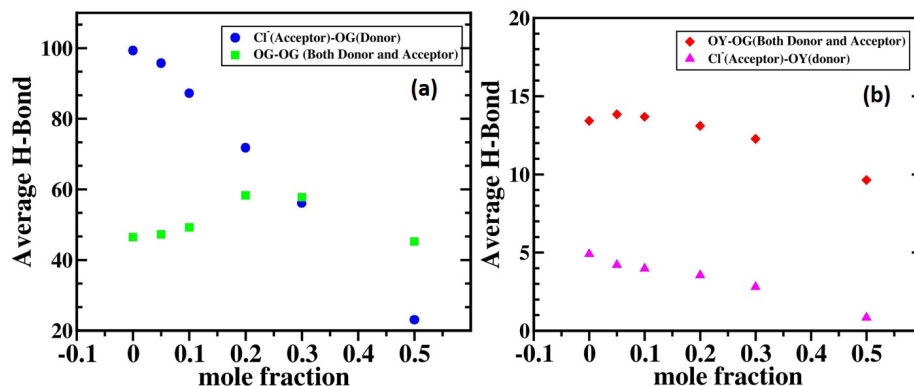 Cl⁻(Acceptor)-OG(Donor)
OG-OG (Both Donor and Acceptor)
(a)
Average H-Bond
100
80
60
40
20
-0.1 0 0.1 0.2 0.3 0.4 0.5
mole fraction
OY-OG(Both Donor and Acceptor)
Cl⁻(Acceptor)-OY(donor)
(b)
Average H-Bond
20
15
10
5
0
-0.1 0 0.1 0.2 0.3 0.4 0.5
mole fraction